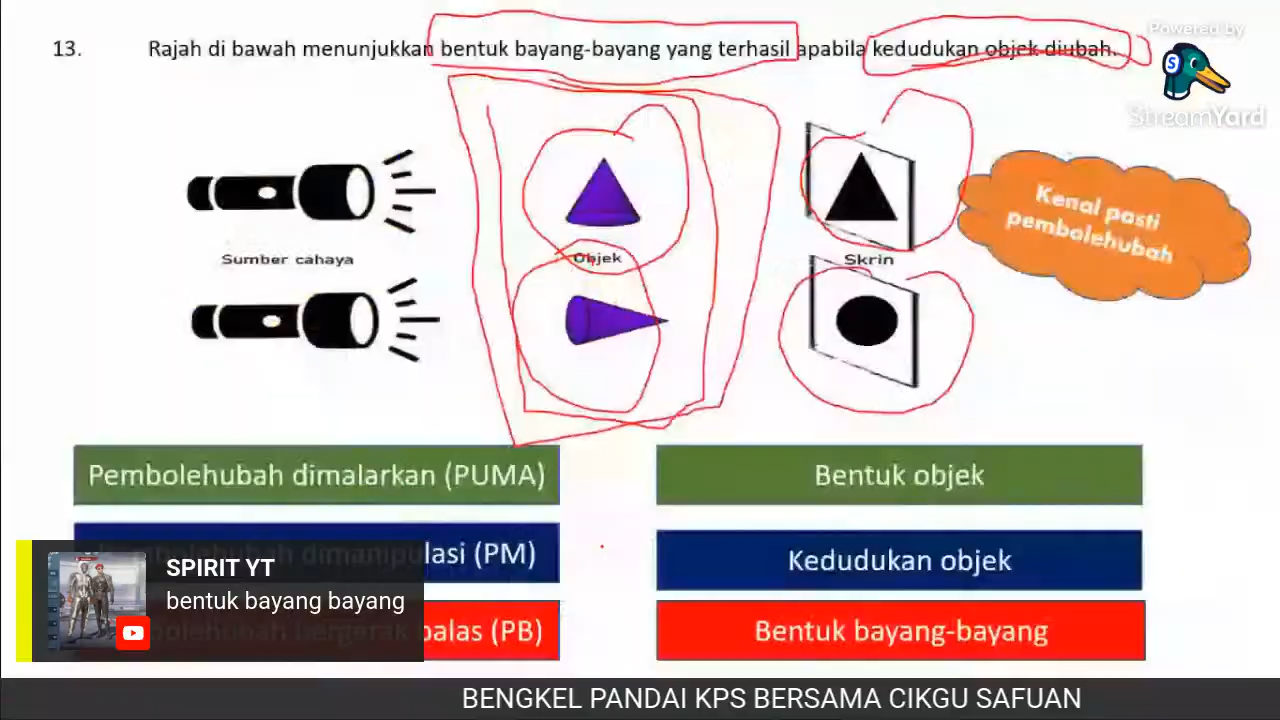 Powered by
13. Rajah di bawah menunjukkan bentuk bayang-bayang yang terhasil apabila kedudukan objek diubah.
S
StreamYard
Kenal pasti
pembolehubah
Sumber cahaya
Objek
Skrin
Pembolehubah dimalarkan (PUMA)
Bentuk objek
dimanipulasi (PM)
Kedudukan objek
SPIRIT YT
bentuk bayang bayang
bergerak balas (PB)
Bentuk bayang-bayang
BENGKEL PANDAI KPS BERSAMA CIKGU SAFUAN